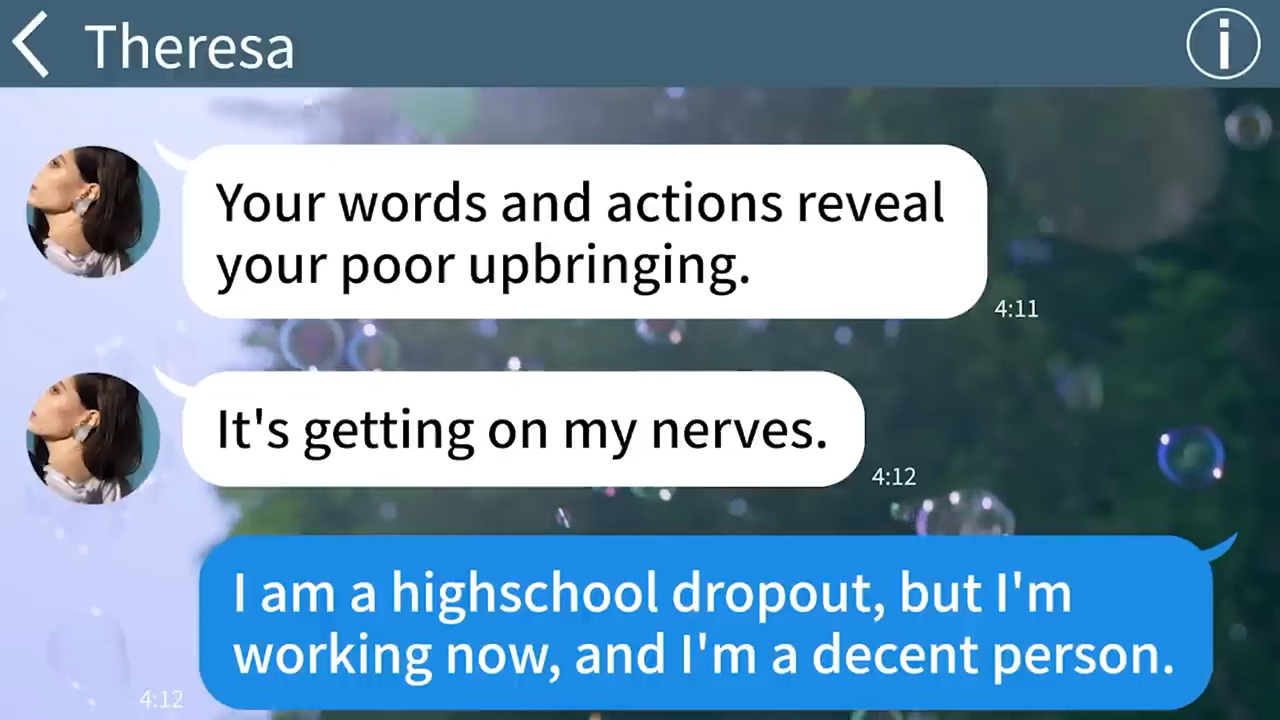 Theresa
i
Your words and actions reveal
your poor upbringing.
4:11
It's getting on my nerves.
4:12
I am a highschool dropout, but I'm
working now, and I'm a decent person.
4:12